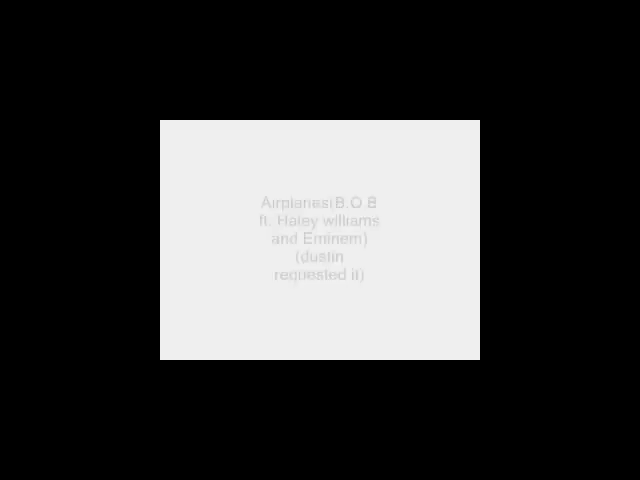 Airplanes(B.O.B
ft. Haley williams
and Eminem)
(dustin
requested it)